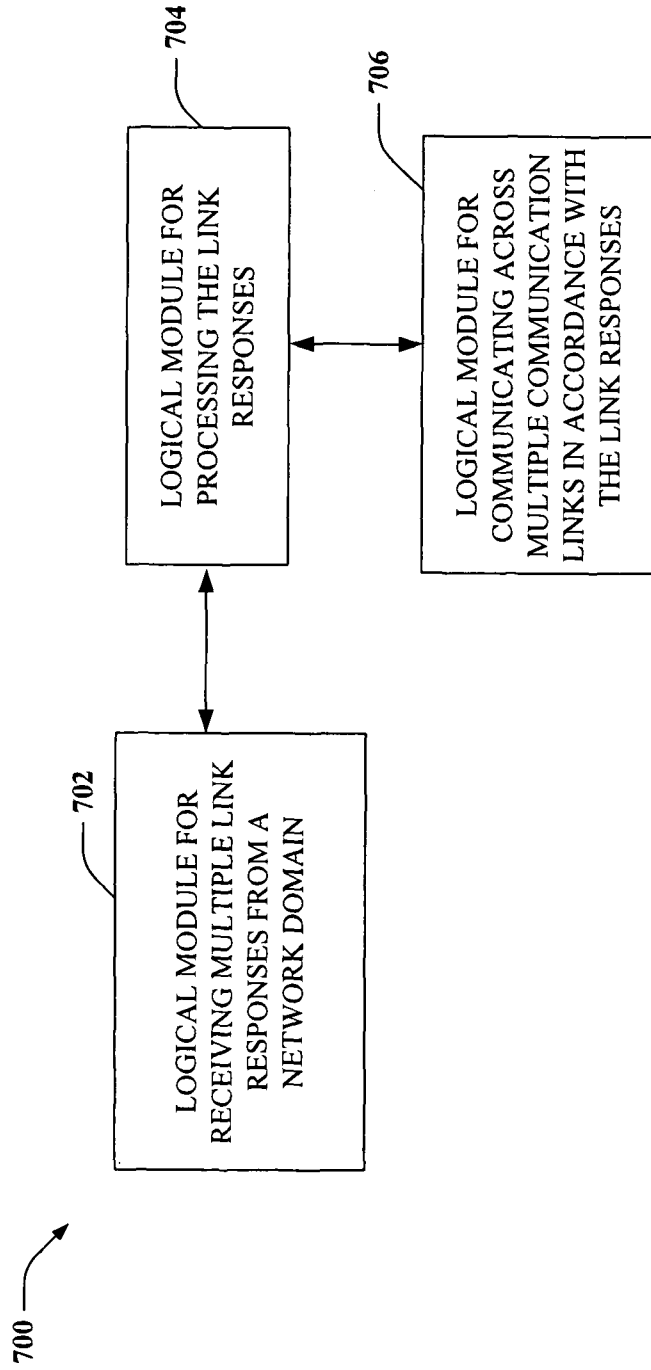 700
702
LOGICAL MODULE FOR
RECEIVING MULTIPLE LINK
RESPONSES FROM A
NETWORK DOMAIN
704
LOGICAL MODULE FOR
PROCESSING THE LINK
RESPONSES
706
LOGICAL MODULE FOR
COMMUNICATING ACROSS
MULTIPLE COMMUNICATION
LINKS IN ACCORDANCE WITH
THE LINK RESPONSES